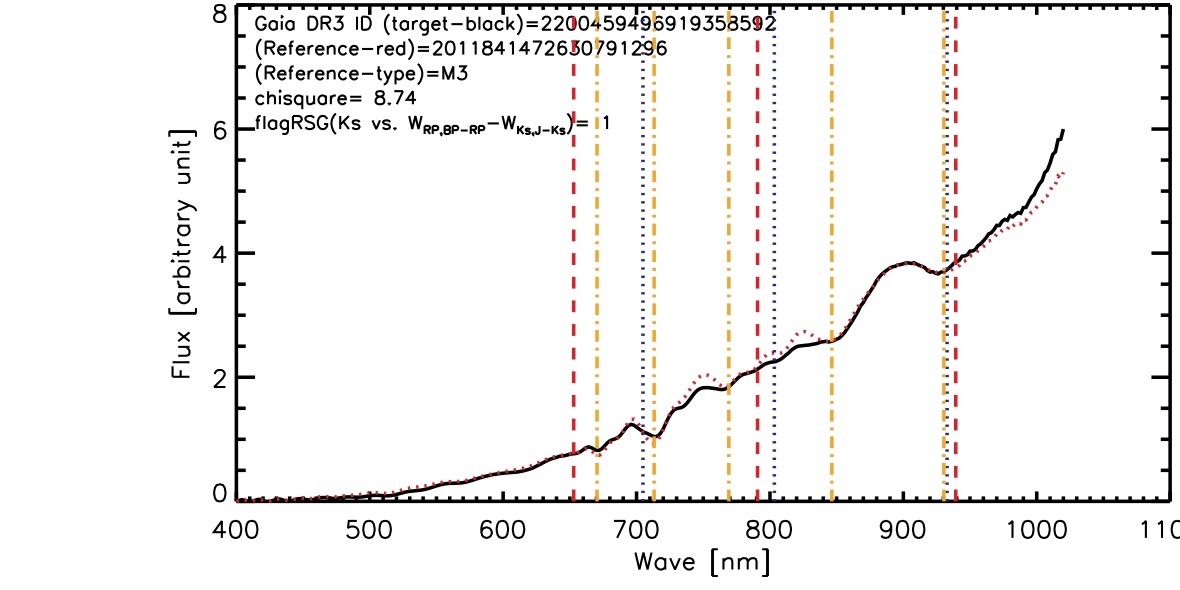 8
Gaia DR3 ID (target-black)=2200459496919358592
(Reference-red)=2011841472630791296
(Reference-type)=M3
chisquare= 8.74
flagRSG(Ks vs. WRP,BP-RP-WKs,J-Ks)= 1
6
4
2
0
Flux [arbitrary unit]
400 500 600 700 800 900 1000 110
Wave [nm]